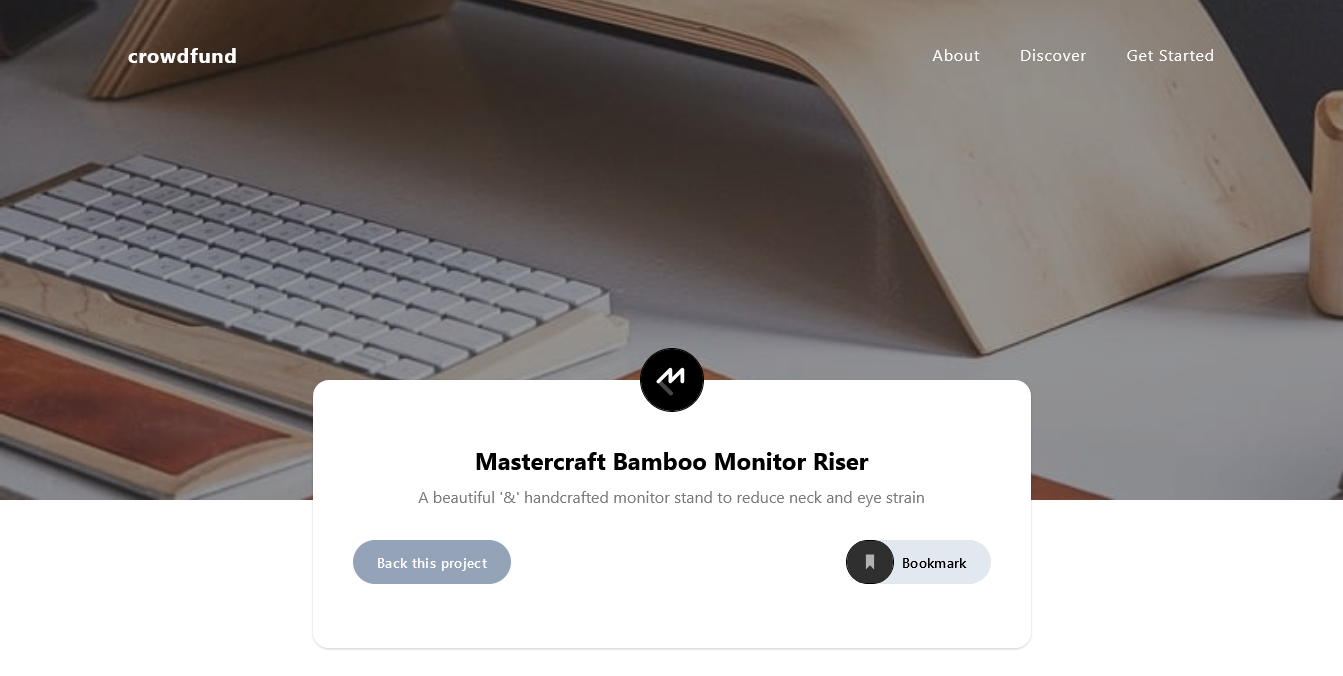 crowdfund
About
Discover
Get Started
Mastercraft Bamboo Monitor Riser
A beautiful '&' handcrafted monitor stand to reduce neck and eye strain
Back this project
Bookmark